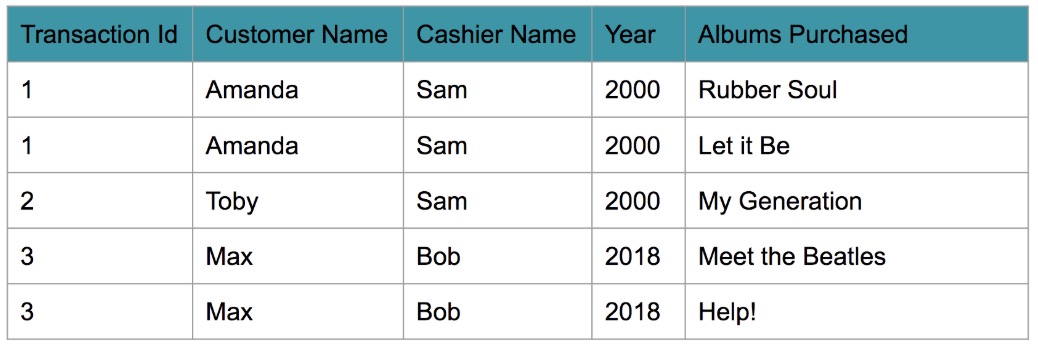 Transaction Id Customer Name Cashier Name Year Albums Purchased
1 Amanda Sam 2000 Rubber Soul
1 Amanda Sam 2000 Let it Be
2 Toby Sam 2000 My Generation
3 Max Bob 2018 Meet the Beatles
3 Max Bob 2018 Help!